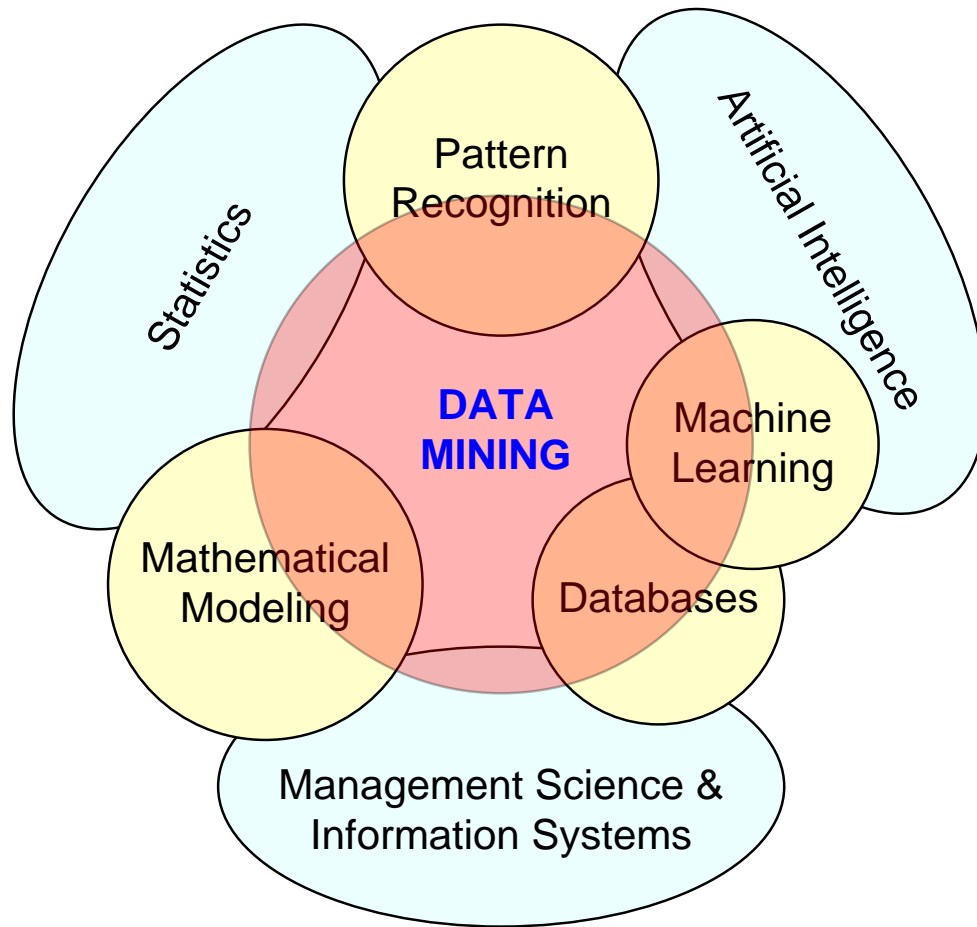 Pattern
Recognition
Artificial Intelligence
Statistics
DATA
MINING
Machine
Learning
Mathematical
Modeling
Databases
Management Science &
Information Systems